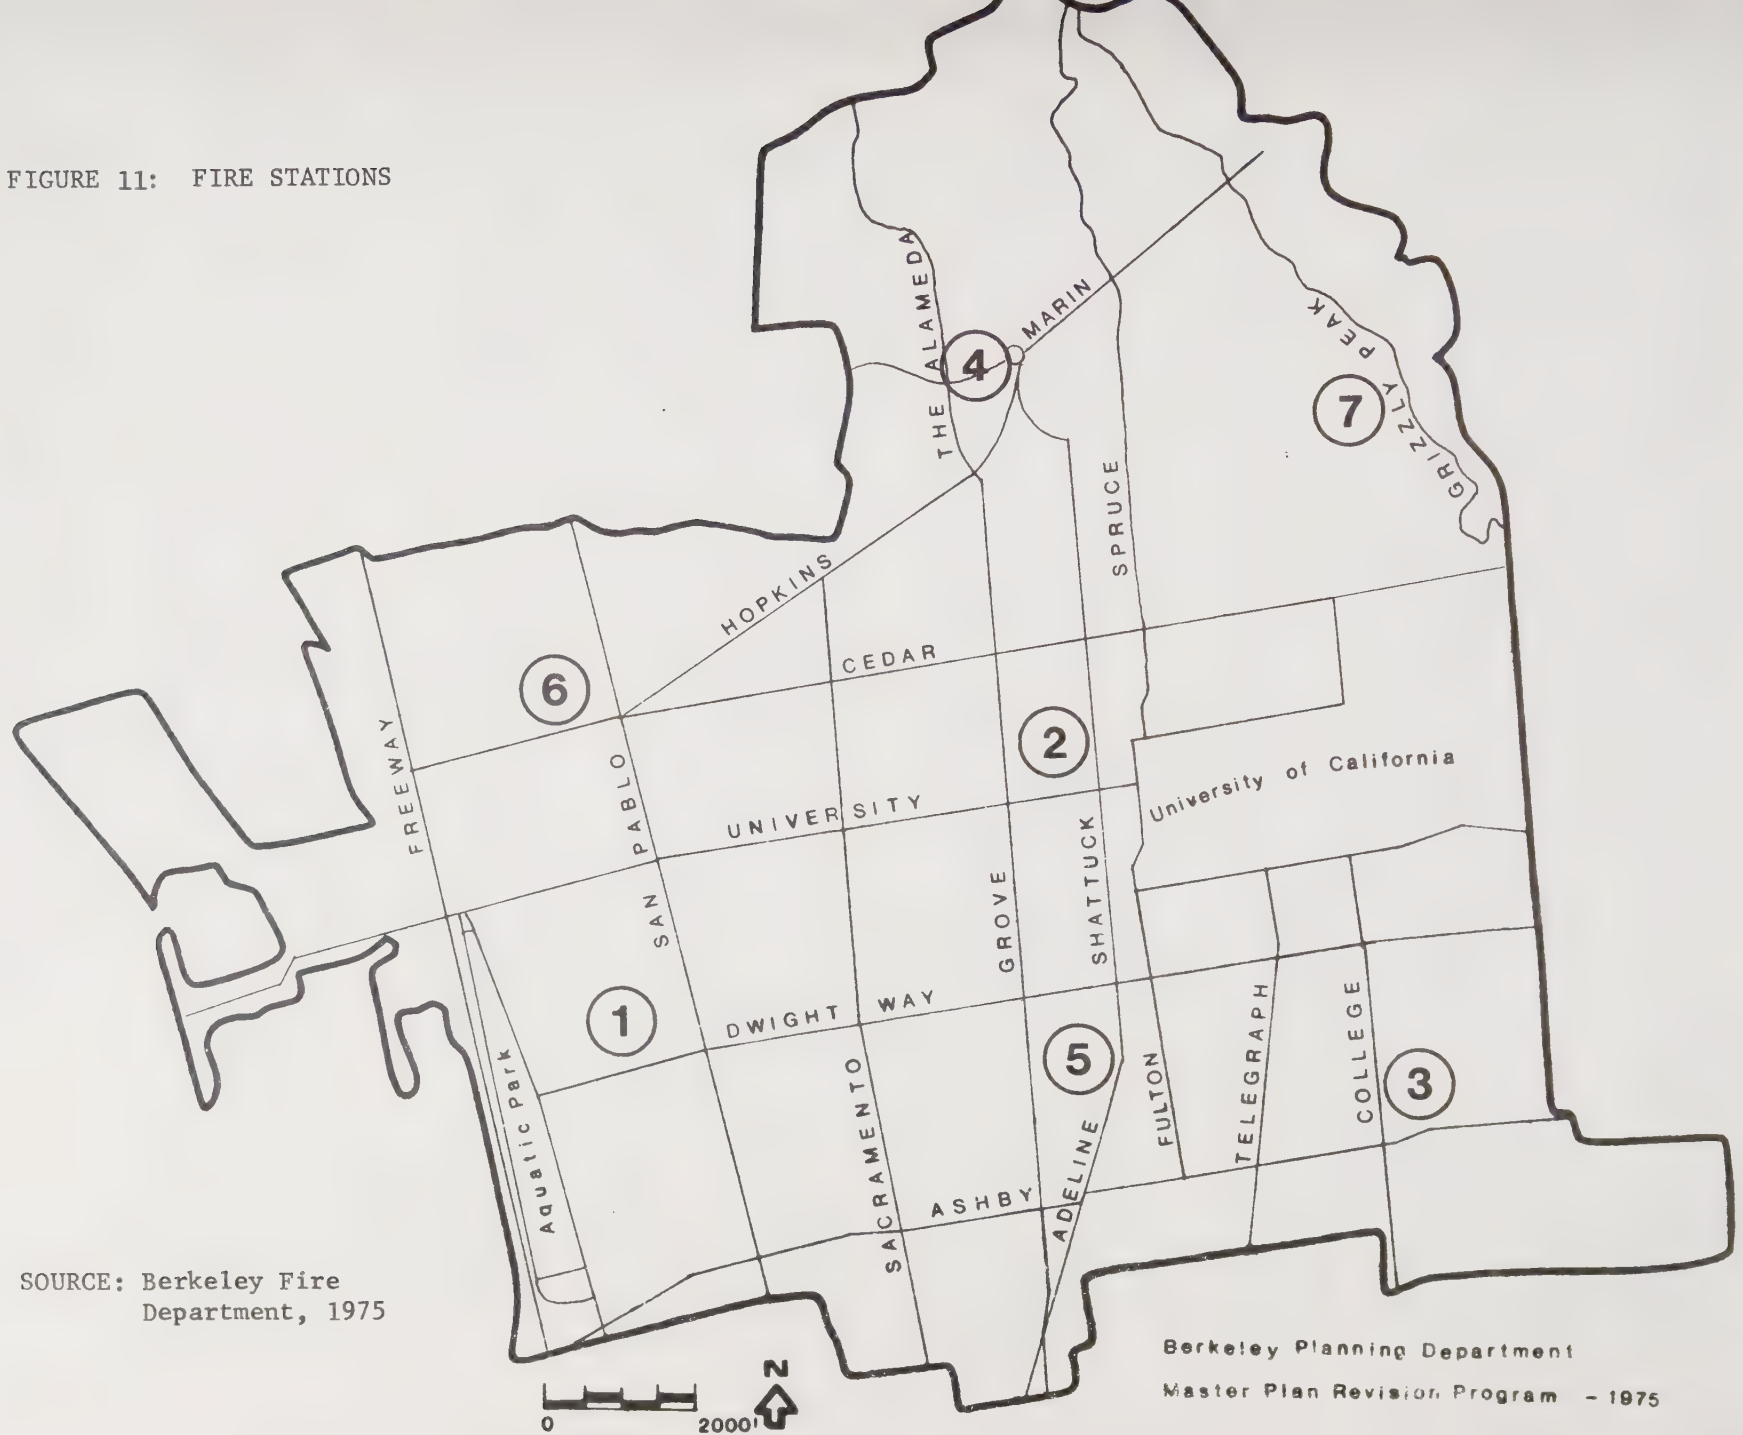 FIGURE 11: FIRE STATIONS
THE ALAMEDA
MARIN
4
GRIZZLY PEAK
7
SPRUCE
HOPKINS
CEDAR
6
2
FREEWAY
SAN PABLO
UNIVERSITY
University of California
GROVE
SHATTUCK
1
DWIGHT WAY
5
3
Aquatic Park
SACRAMENTO
FULTON
TELEGRAPH
COLLEGE
ASHBY
ADELINE
SOURCE: Berkeley Fire
Department, 1975
N
0 2000'
Berkeley Planning Department
Master Plan Revision Program - 1975